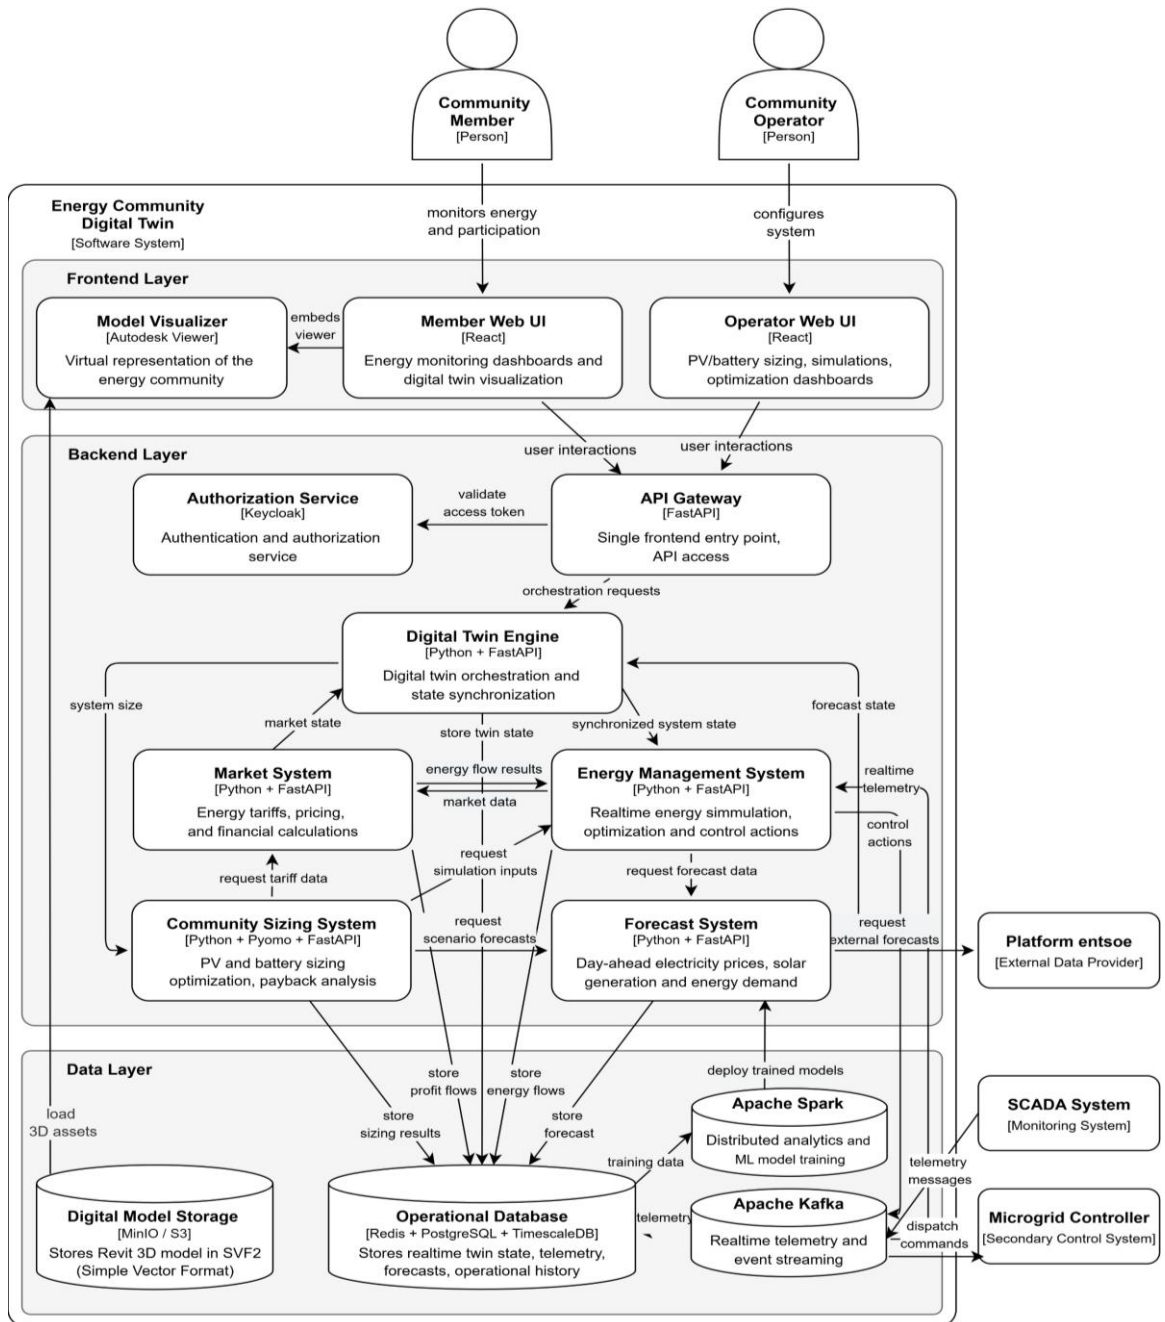 Community
Member
[Person]
Community
Operator
[Person]
Energy Community
Digital Twin
[Software System]
monitors energy
and participation
configures
system
Frontend Layer
Model Visualizer
[Autodesk Viewer]
Virtual representation of the
energy community
embeds
viewer
Member Web UI
[React]
Energy monitoring dashboards and
digital twin visualization
Operator Web UI
[React]
PV/battery sizing, simulations,
optimization dashboards
user interactions
user interactions
Backend Layer
Authorization Service
[Keycloak]
Authentication and authorization
service
validate
access token
API Gateway
[FastAPI]
Single frontend entry point,
API access
orchestration requests
Digital Twin Engine
[Python + FastAPI]
Digital twin orchestration and
state synchronization
system size
market state
store twin state
synchronized system state
forecast state
Market System
[Python + FastAPI]
Energy tariffs, pricing,
and financial calculations
energy flow results
market data
Energy Management System
[Python + FastAPI]
Realtime energy simmulation,
optimization and control actions
realtime
telemetry
control
actions
request tariff data
request
simulation inputs
request forecast data
Community Sizing System
[Python + Pyomo + FastAPI]
PV and battery sizing
optimization, payback analysis
request
scenario forecasts
Forecast System
[Python + FastAPI]
Day-ahead electricity prices, solar
generation and energy demand
request
external forecasts
Platform entsoe
[External Data Provider]
Data Layer
load
3D assets
store
sizing results
store
profit flows
store
energy flows
store
forecast
deploy trained models
Apache Spark
Distributed analytics and
ML model training
training data
SCADA System
[Monitoring System]
telemetry
messages
Digital Model Storage
[MinIO / S3]
Stores Revit 3D model in SVF2
(Simple Vector Format)
Operational Database
[Redis + PostgreSQL + TimescaleDB]
Stores realtime twin state, telemetry,
forecasts, operational history
telemetry
Apache Kafka
Realtime telemetry and
event streaming
dispatch
commands
Microgrid Controller
[Secondary Control System]